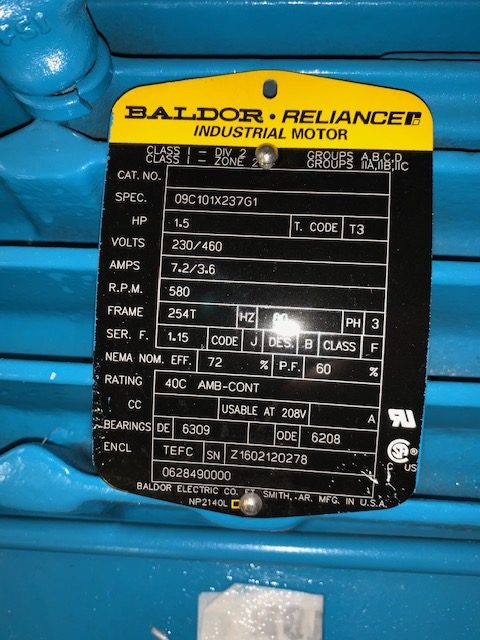 BALDOR · RELIANCE
INDUSTRIAL MOTOR
CLASS I - DIV 2 GROUPS A,B,C,D
CLASS I - ZONE 2 GROUPS IIA,IIB,IIC
CAT. NO.
SPEC. 09C101X237G1
HP 1.5 T. CODE T3
VOLTS 230/460
AMPS 7.2/3.6
R.P.M. 580
FRAME 254T HZ 60 PH 3
SER. F. 1.15 CODE J DES. B CLASS F
NEMA NOM. EFF. 72 % P.F. 60 %
RATING 40C AMB-CONT
CC USABLE AT 208V A
BEARINGS DE 6309 ODE 6208
ENCL TEFC SN Z1602120278
0628490000
BALDOR ELECTRIC CO. FT. SMITH, AR. MFG. IN U.S.A.
NP2140L